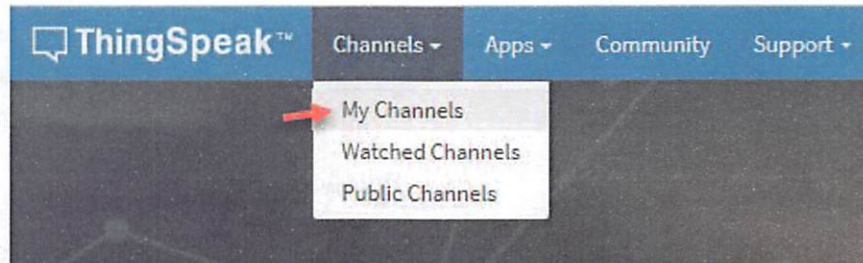 ThingSpeak™ Channels Apps Community Support
My Channels
Watched Channels
Public Channels